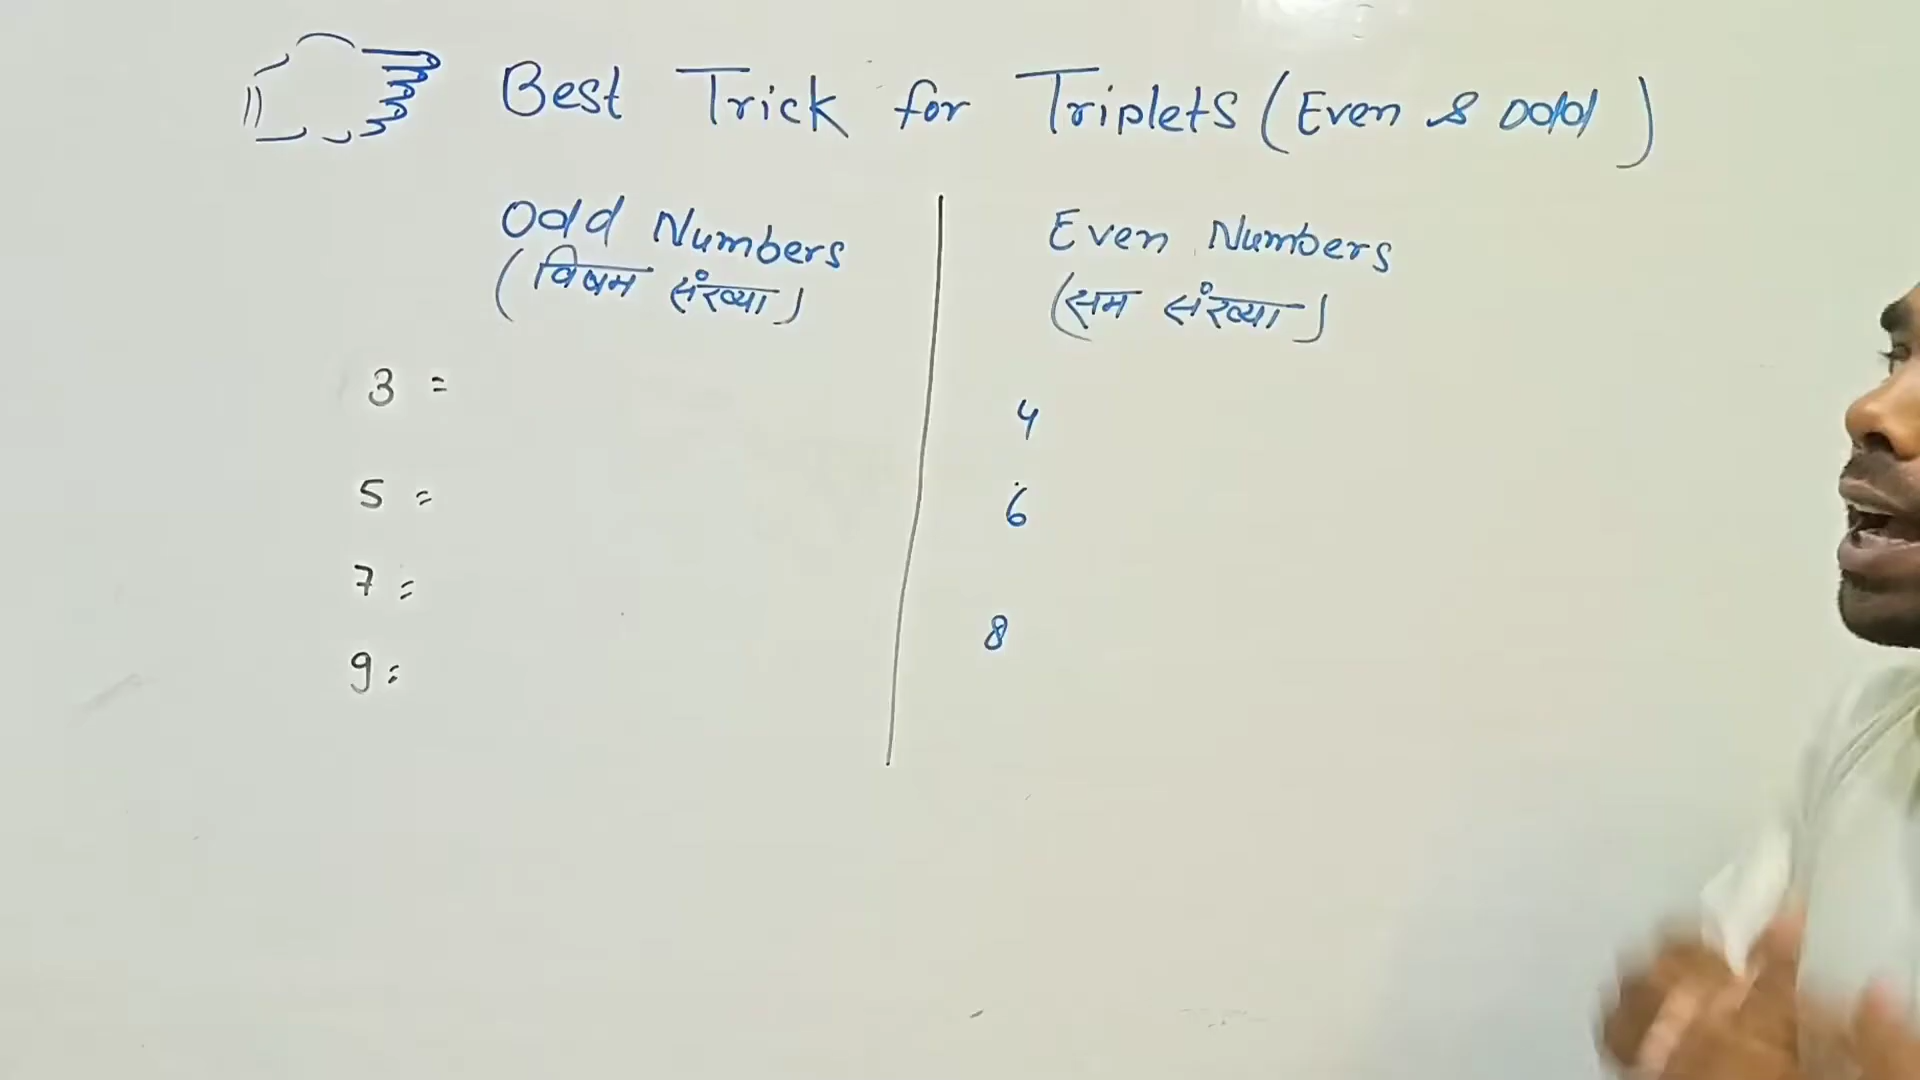 Best Trick for Triplets (Even & Odd)
Odd Numbers
(विषम संख्या)
3 =
5 =
7 =
9 =
Even Numbers
(सम संख्या)
4
6
8